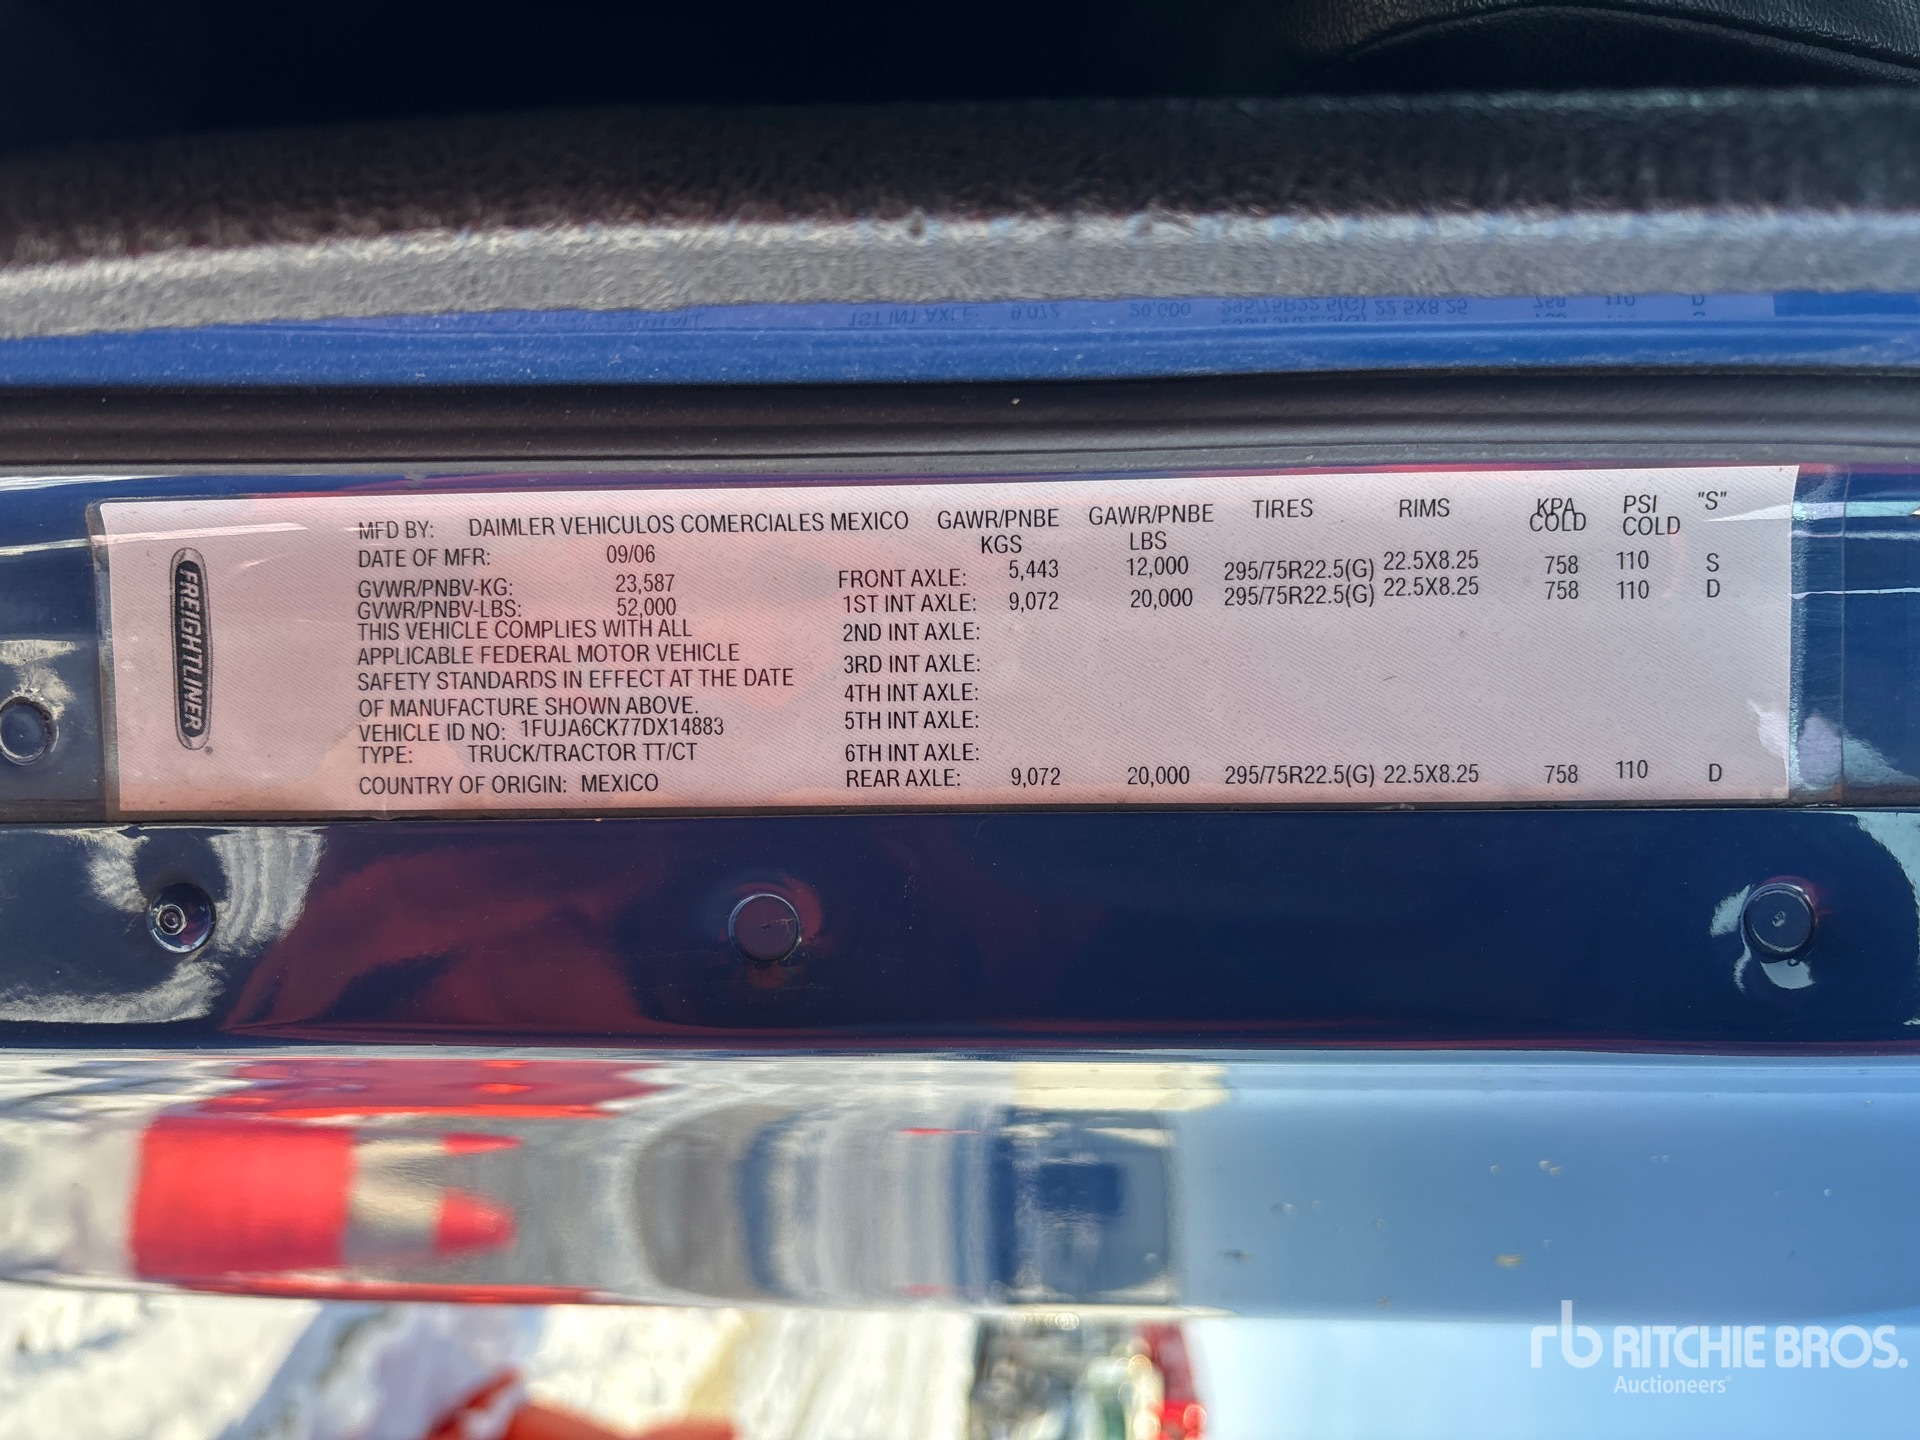 FREIGHTLINER
MFD BY: DAIMLER VEHICULOS COMERCIALES MEXICO
DATE OF MFR: 09/06
GVWR/PNBV-KG: 23,587
GVWR/PNBV-LBS: 52,000
THIS VEHICLE COMPLIES WITH ALL
APPLICABLE FEDERAL MOTOR VEHICLE
SAFETY STANDARDS IN EFFECT AT THE DATE
OF MANUFACTURE SHOWN ABOVE.
VEHICLE ID NO: 1FUJA6CK77DX14883
TYPE: TRUCK/TRACTOR TT/CT
COUNTRY OF ORIGIN: MEXICO
GAWR/PNBE KGS GAWR/PNBE LBS TIRES RIMS KPA COLD PSI COLD "S"
FRONT AXLE: 5,443 12,000 295/75R22.5(G) 22.5X8.25 758 110 S
1ST INT AXLE: 9,072 20,000 295/75R22.5(G) 22.5X8.25 758 110 D
2ND INT AXLE:
3RD INT AXLE:
4TH INT AXLE:
5TH INT AXLE:
6TH INT AXLE:
REAR AXLE: 9,072 20,000 295/75R22.5(G) 22.5X8.25 758 110 D
rb RITCHIE BROS.
Auctioneers